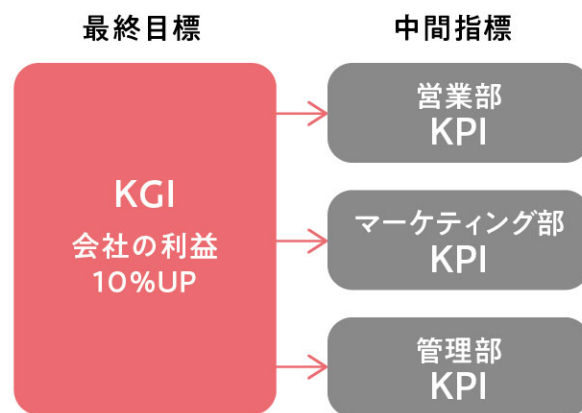 最終目標
中間指標
KGI
会社の利益
10%UP
営業部
KPI
マーケティング部
KPI
管理部
KPI